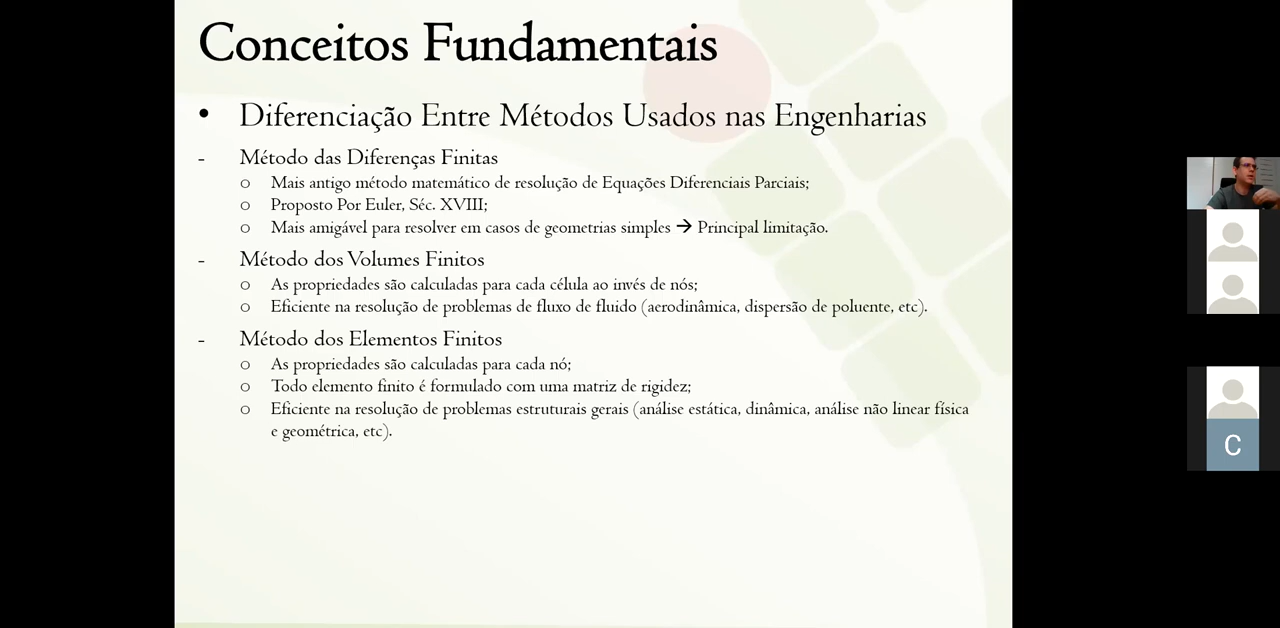 Conceitos Fundamentais
• Diferenciação Entre Métodos Usados nas Engenharias
- Método das Diferenças Finitas
o Mais antigo método matemático de resolução de Equações Diferenciais Parciais;
o Proposto Por Euler, Séc. XVIII;
o Mais amigável para resolver em casos de geometrias simples → Principal limitação.
- Método dos Volumes Finitos
o As propriedades são calculadas para cada célula ao invés de nós;
o Eficiente na resolução de problemas de fluxo de fluido (aerodinâmica, dispersão de poluente, etc).
- Método dos Elementos Finitos
o As propriedades são calculadas para cada nó;
o Todo elemento finito é formulado com uma matriz de rigidez;
o Eficiente na resolução de problemas estruturais gerais (análise estática, dinâmica, análise não linear física
e geométrica, etc).
C